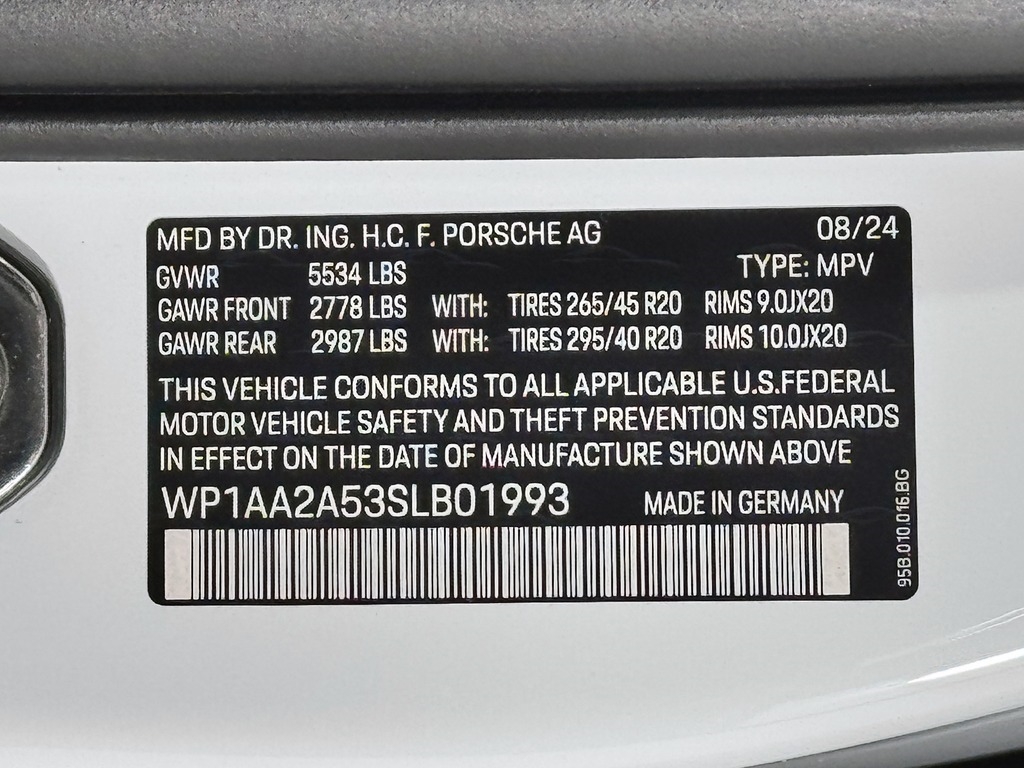 MFD BY DR. ING. H.C. F. PORSCHE AG 08/24
GVWR 5534 LBS TYPE: MPV
GAWR FRONT 2778 LBS WITH: TIRES 265/45 R20 RIMS 9.0JX20
GAWR REAR 2987 LBS WITH: TIRES 295/40 R20 RIMS 10.0JX20
THIS VEHICLE CONFORMS TO ALL APPLICABLE U.S.FEDERAL
MOTOR VEHICLE SAFETY AND THEFT PREVENTION STANDARDS
IN EFFECT ON THE DATE OF MANUFACTURE SHOWN ABOVE
WP1AA2A53SLB01993 MADE IN GERMANY
95B.010.016.BG